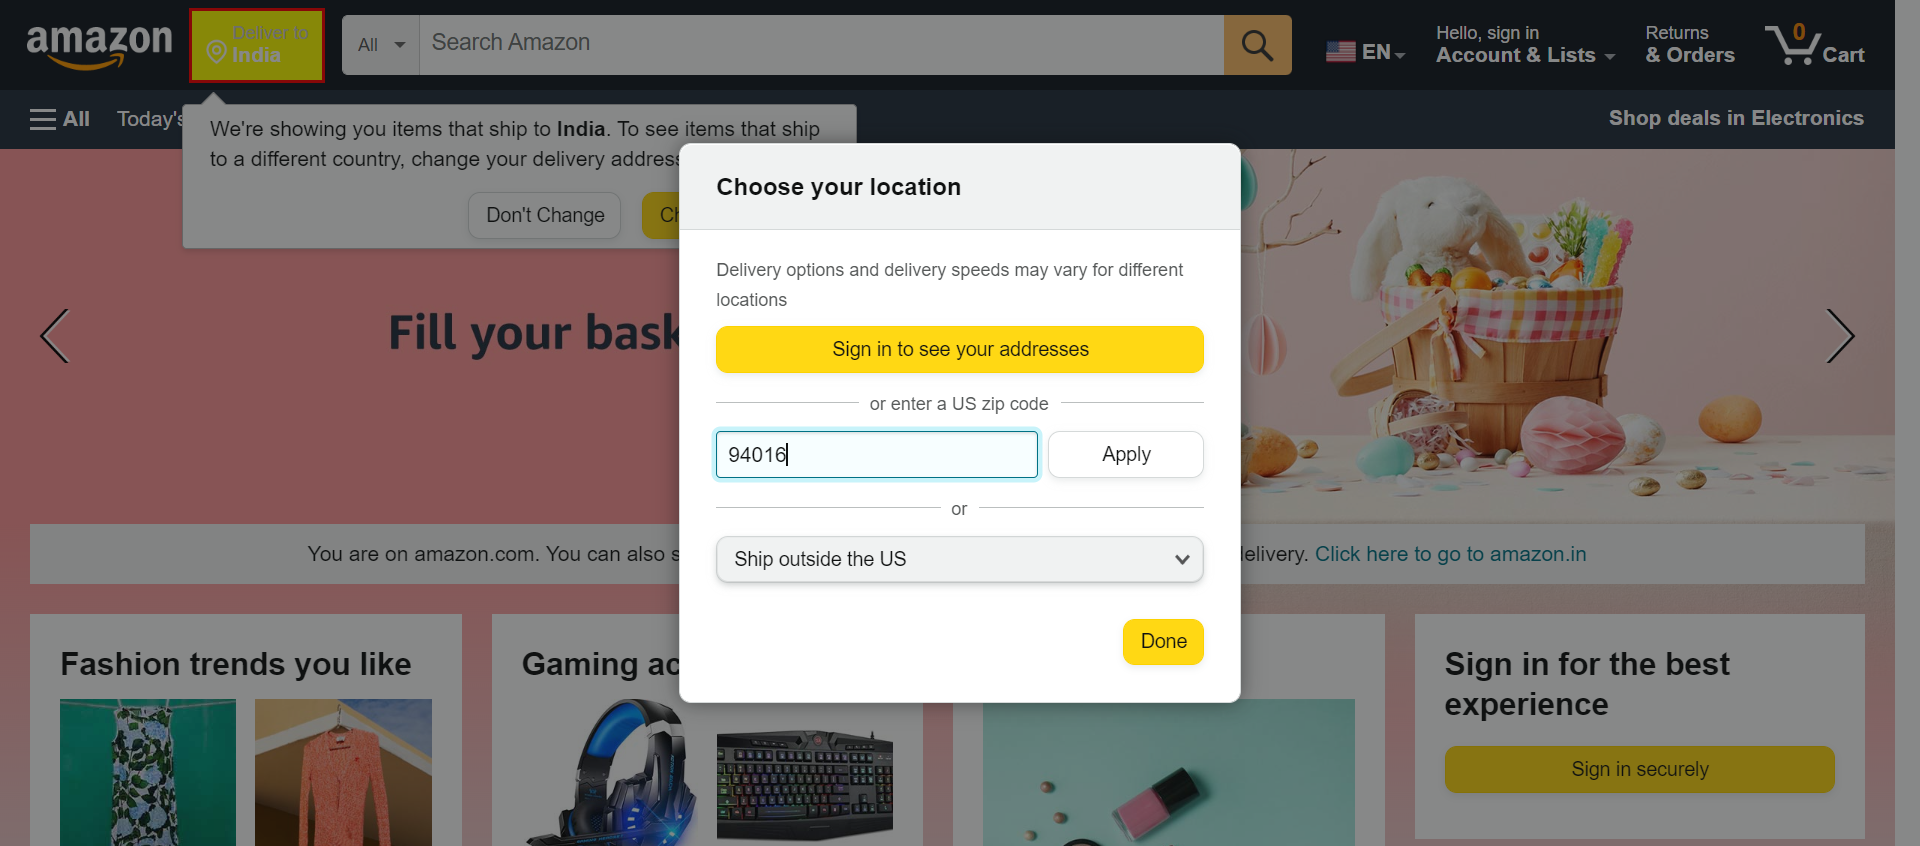 amazon
Deliver to
India
All
Search Amazon
EN
Hello, sign in
Account & Lists
Returns
& Orders
0
Cart
All
Today's
Shop deals in Electronics
We're showing you items that ship to India. To see items that ship
to a different country, change your delivery address
Don't Change
Ch
Choose your location
Delivery options and delivery speeds may vary for different
locations
Sign in to see your addresses
or enter a US zip code
94016
Apply
or
Ship outside the US
Done
Fill your bask
You are on amazon.com. You can also s
delivery. Click here to go to amazon.in
Fashion trends you like
Gaming ac
Sign in for the best
experience
Sign in securely